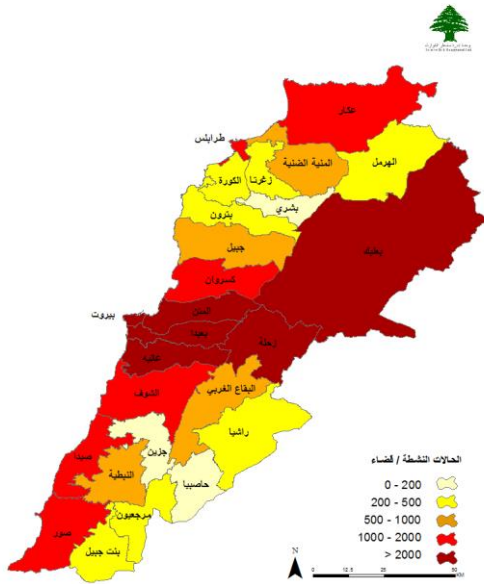 عكار
طرابلس
المنية الضنية
الهرمل
زغرتا
الكورة
بشري
بترون
بعلبك
جبيل
كسروان
المتن
بيروت
بعبدا
زحلة
عاليه
البقاع الغربي
الشوف
راشيا
جزين
صيدا
النبطية
حاصبيا
مرجعيون
صور
بنت جبيل
الحالات النشطة / قضاء
0 - 200
200 - 500
500 - 1000
1000 - 2000
> 2000
N
0 12.5 25 50